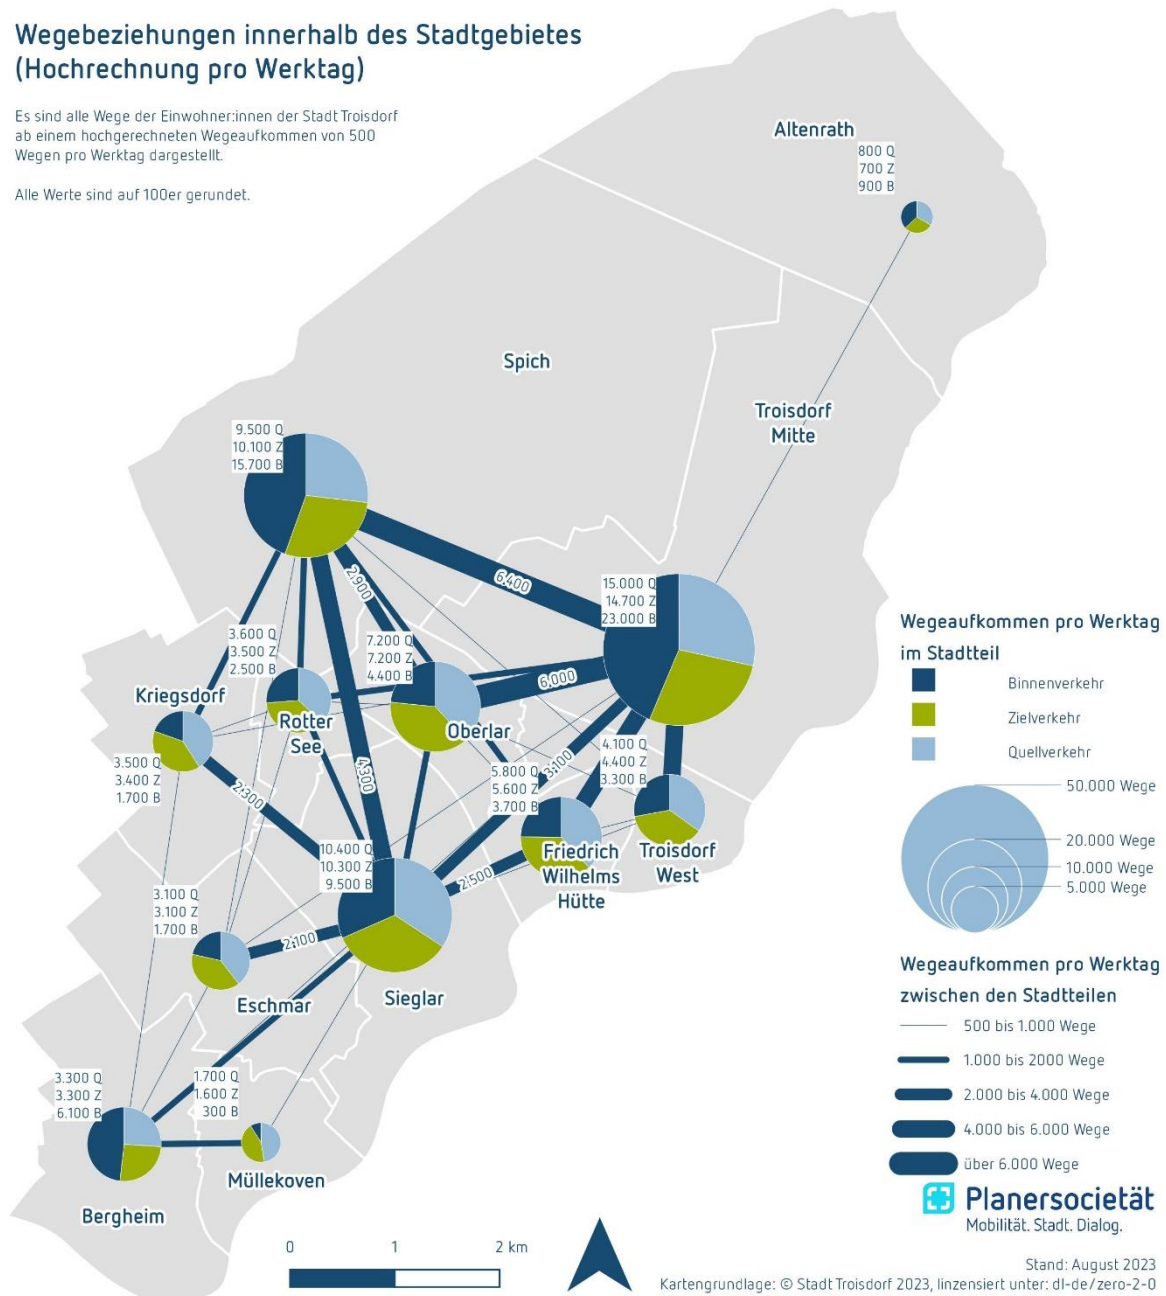 Wegebeziehungen innerhalb des Stadtgebietes
(Hochrechnung pro Werktag)
Es sind alle Wege der Einwohner:innen der Stadt Troisdorf
ab einem hochgerechneten Wegeaufkommen von 500
Wegen pro Werktag dargestellt.
Alle Werte sind auf 100er gerundet.
Altenrath
800 Q
700 Z
900 B
Spich
Troisdorf
Mitte
9.500 Q
10.100 Z
15.700 B
6.400
2.900
15.000 Q
14.700 Z
23.000 B
3.600 Q
3.500 Z
2.500 B
7.200 Q
7.200 Z
4.400 B
6.000
Kriegsdorf
Rotter
See
Oberlar
3.500 Q
3.400 Z
1.700 B
2.300
4.300
5.800 Q
5.600 Z
3.700 B
3.100
4.100 Q
4.400 Z
3.300 B
10.400 Q
10.300 Z
9.500 B
Friedrich
Wilhelms
Hütte
Troisdorf
West
2.500
3.100 Q
3.100 Z
1.700 B
2.100
Eschmar
Sieglar
3.300 Q
3.300 Z
6.100 B
1.700 Q
1.600 Z
300 B
Müllekoven
Bergheim
Wegeaufkommen pro Werktag
im Stadtteil
Binnenverkehr
Zielverkehr
Quellverkehr
50.000 Wege
20.000 Wege
10.000 Wege
5.000 Wege
Wegeaufkommen pro Werktag
zwischen den Stadtteilen
500 bis 1.000 Wege
1.000 bis 2000 Wege
2.000 bis 4.000 Wege
4.000 bis 6.000 Wege
über 6.000 Wege
Planersocietät
Mobilität. Stadt. Dialog.
0 1 2 km
Stand: August 2023
Kartengrundlage: © Stadt Troisdorf 2023, linzensiert unter: dl-de/zero-2-0